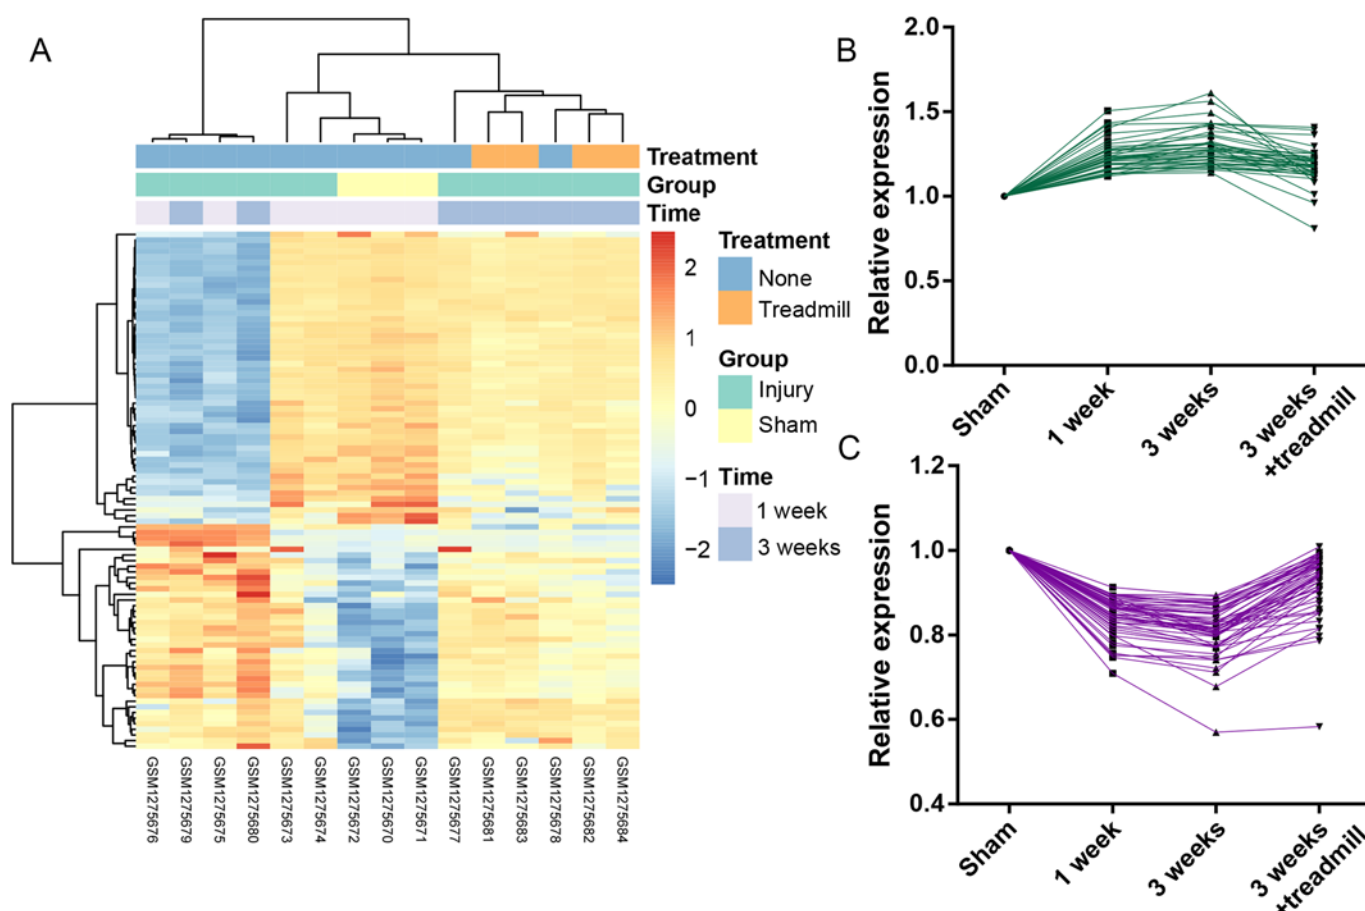 A
Treatment
Group
Time
2
1
0
−1
−2
Treatment
None
Treadmill
Group
Injury
Sham
Time
1 week
3 weeks
GSM1275676
GSM1275679
GSM1275675
GSM1275680
GSM1275673
GSM1275674
GSM1275672
GSM1275670
GSM1275671
GSM1275677
GSM1275681
GSM1275683
GSM1275678
GSM1275682
GSM1275684
B
Relative expression
2.0
1.5
1.0
0.5
0.0
Sham
1 week
3 weeks
3 weeks
+treadmill
C
Relative expression
1.2
1.0
0.8
0.6
0.4
Sham
1 week
3 weeks
3 weeks
+treadmill